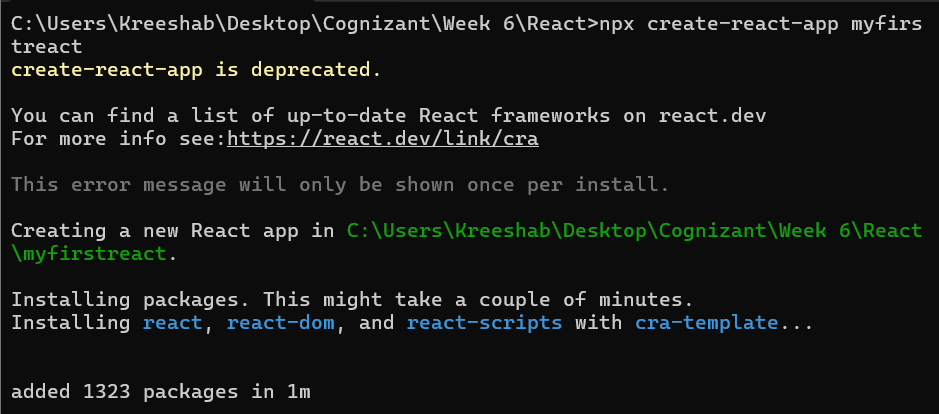 C:\Users\Kreeshab\Desktop\Cognizant\Week 6\React>npx create-react-app myfirs
treact
create-react-app is deprecated.
You can find a list of up-to-date React frameworks on react.dev
For more info see:https://react.dev/link/cra
This error message will only be shown once per install.
Creating a new React app in C:\Users\Kreeshab\Desktop\Cognizant\Week 6\React
\myfirstreact.
Installing packages. This might take a couple of minutes.
Installing react, react-dom, and react-scripts with cra-template...
added 1323 packages in 1m